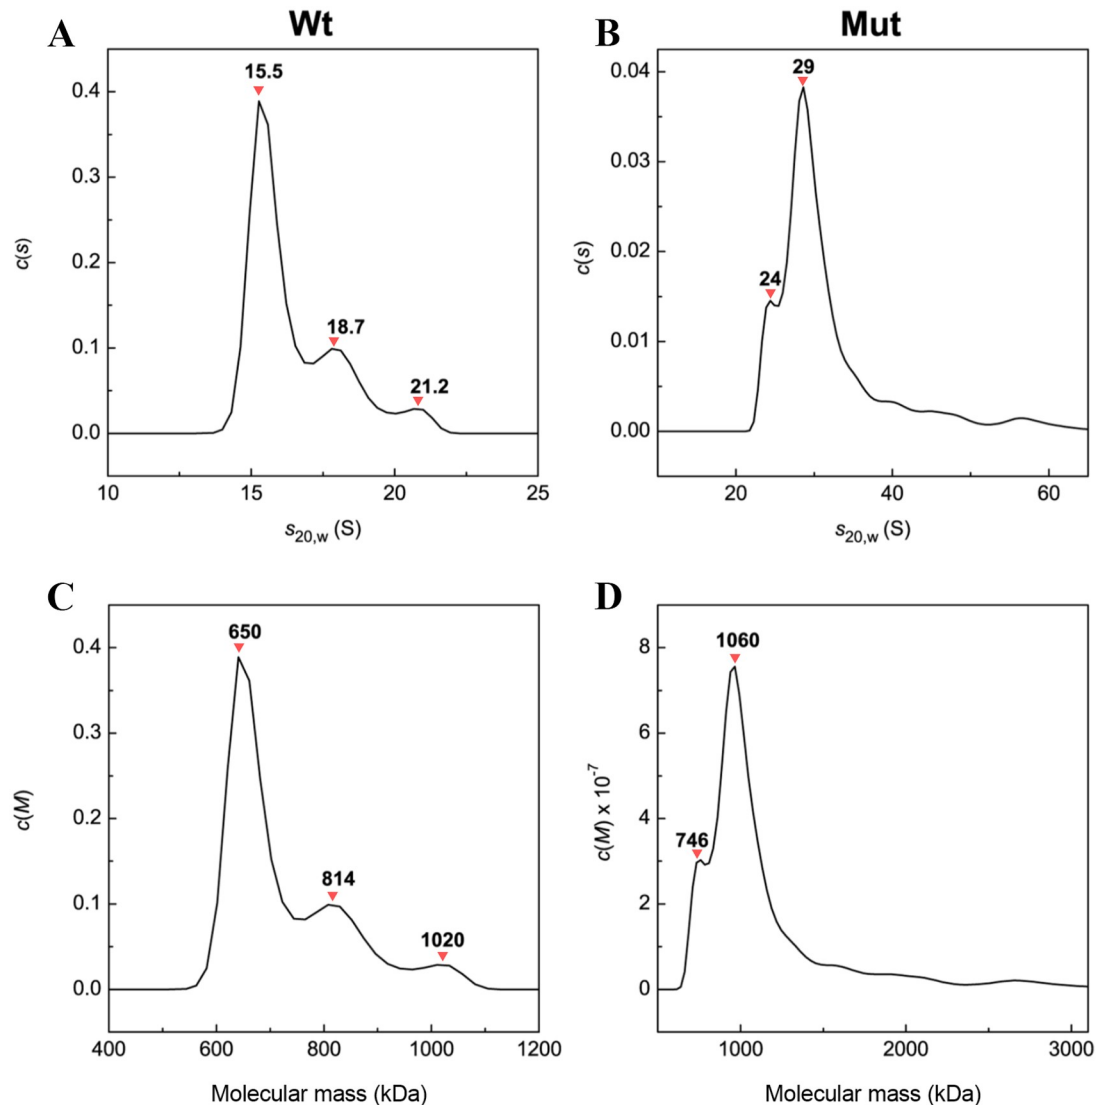 Wt
Mut
A
15.5
18.7
21.2
0.4
0.3
0.2
0.1
0.0
c(s)
10 15 20 25
s20,w (S)
B
29
24
0.04
0.03
0.02
0.01
0.00
c(s)
20 40 60
s20,w (S)
C
650
814
1020
0.4
0.3
0.2
0.1
0
c(M)
400 600 800 1000 1200
Molecular mass (kDa)
D
1060
746
8
6
4
2
0
c(M) x 10-7
1000 2000 3000
Molecular mass (kDa)